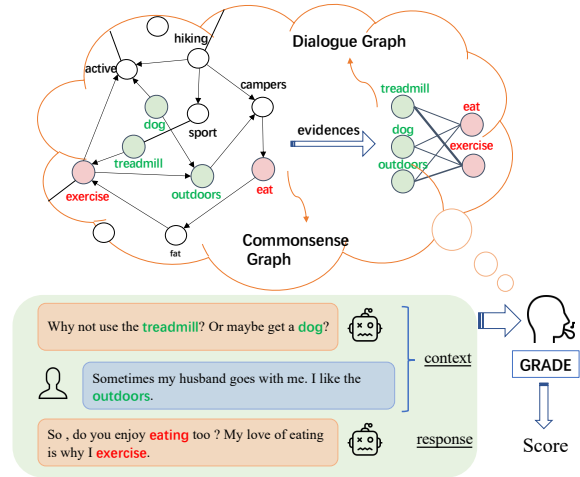 hiking
Dialogue Graph
active
campers
treadmill
dog
sport
eat
evidences
dog
treadmill
exercise
outdoors
exercise
outdoors
eat
fat
Commonsense
Graph
Why not use the treadmill? Or maybe get a dog?
context
Sometimes my husband goes with me. I like the
outdoors.
GRADE
So , do you enjoy eating too ? My love of eating
is why I exercise.
response
Score